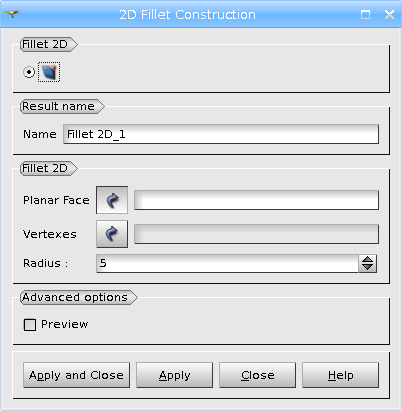 2D Fillet Construction
Fillet 2D
Result name
Name Fillet 2D_1
Fillet 2D
Planar Face
Vertexes
Radius : 5
Advanced options
Preview
Apply and Close Apply Close Help